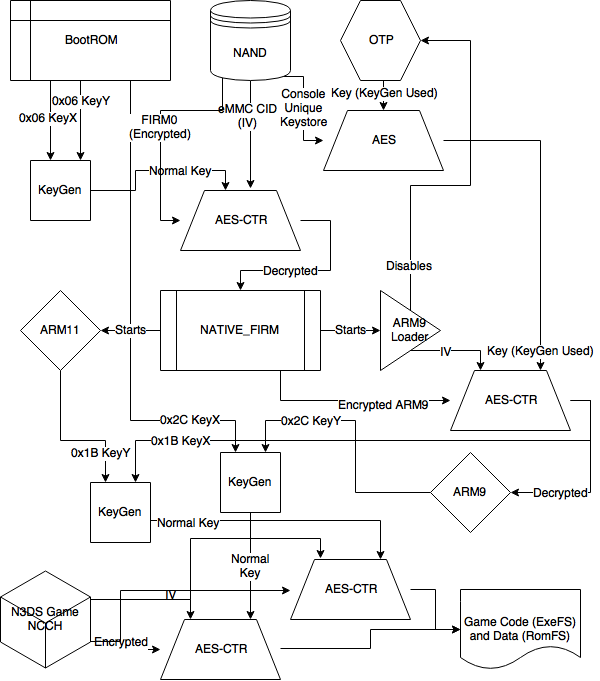 BootROM
NAND
OTP
0x06 KeyY
0x06 KeyX
FIRM0
(Encrypted)
eMMC CID
(IV)
Console
Unique
Keystore
Key (KeyGen Used)
AES
KeyGen
Normal Key
AES-CTR
Disables
Decrypted
ARM11
Starts
NATIVE_FIRM
Starts
ARM9
Loader
IV
Key (KeyGen Used)
Encrypted ARM9
AES-CTR
0x2C KeyX
0x2C KeyY
0x1B KeyX
0x1B KeyY
KeyGen
KeyGen
ARM9
Decrypted
Normal Key
Normal
Key
N3DS Game
NCCH
IV
Encrypted
AES-CTR
AES-CTR
Game Code (ExeFS)
and Data (RomFS)